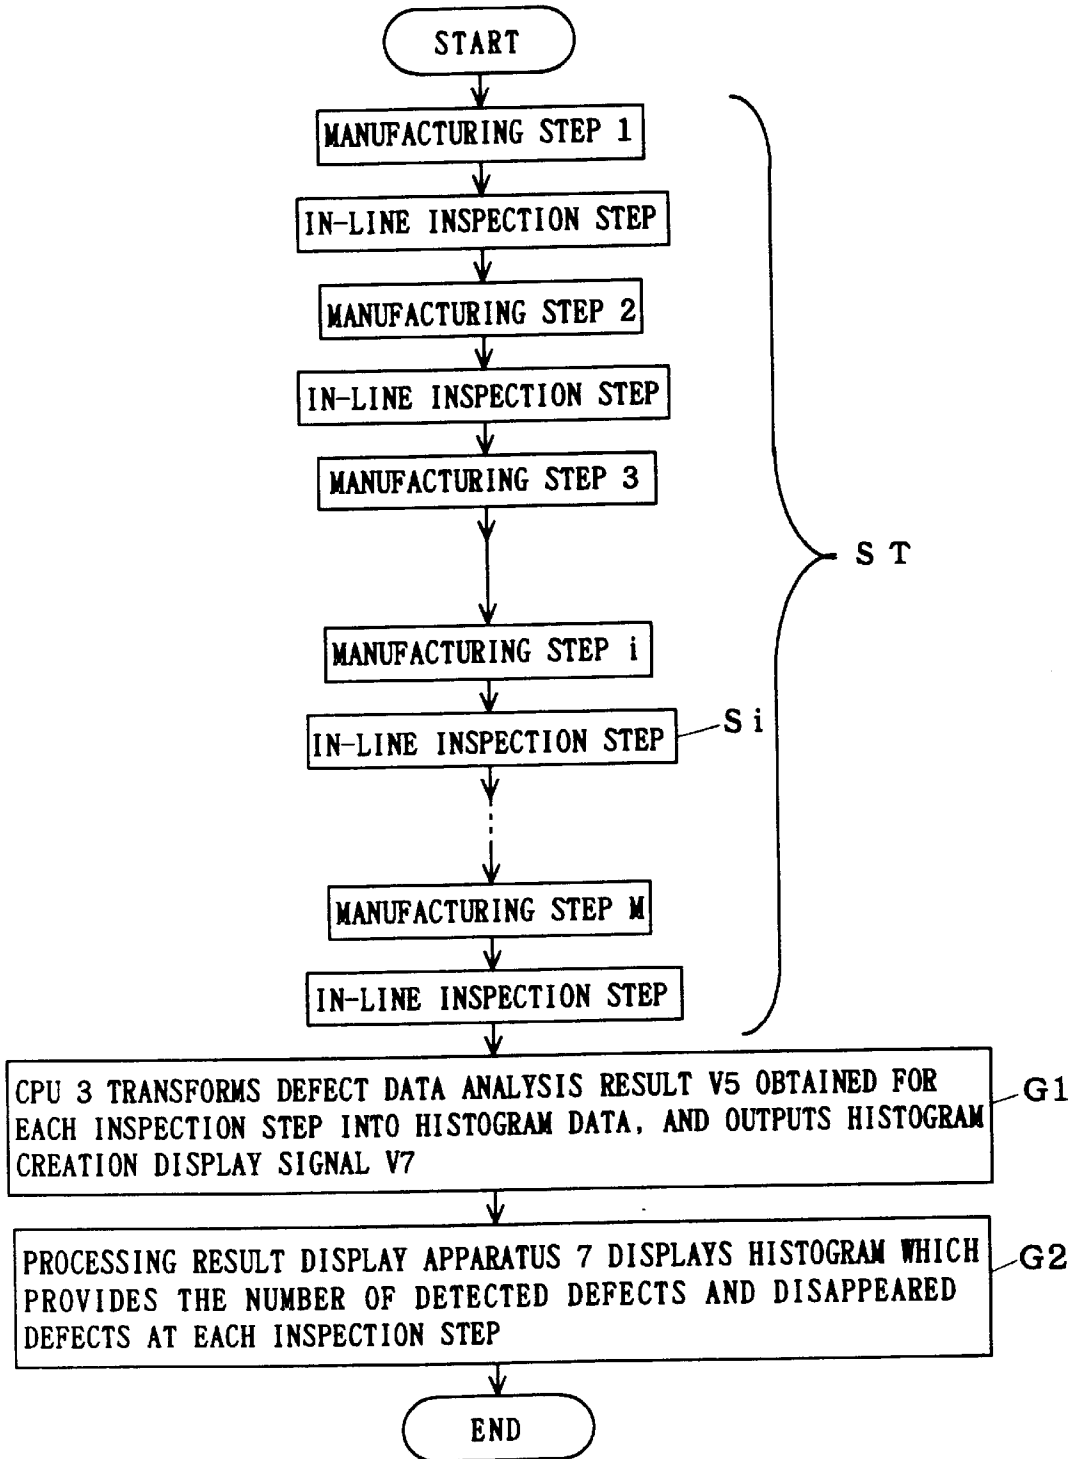 START
MANUFACTURING STEP 1
IN-LINE INSPECTION STEP
MANUFACTURING STEP 2
IN-LINE INSPECTION STEP
MANUFACTURING STEP 3
ST
MANUFACTURING STEP i
IN-LINE INSPECTION STEP
Si
MANUFACTURING STEP M
IN-LINE INSPECTION STEP
CPU 3 TRANSFORMS DEFECT DATA ANALYSIS RESULT V5 OBTAINED FOR
EACH INSPECTION STEP INTO HISTOGRAM DATA, AND OUTPUTS HISTOGRAM
CREATION DISPLAY SIGNAL V7
G1
PROCESSING RESULT DISPLAY APPARATUS 7 DISPLAYS HISTOGRAM WHICH
PROVIDES THE NUMBER OF DETECTED DEFECTS AND DISAPPEARED
DEFECTS AT EACH INSPECTION STEP
G2
END